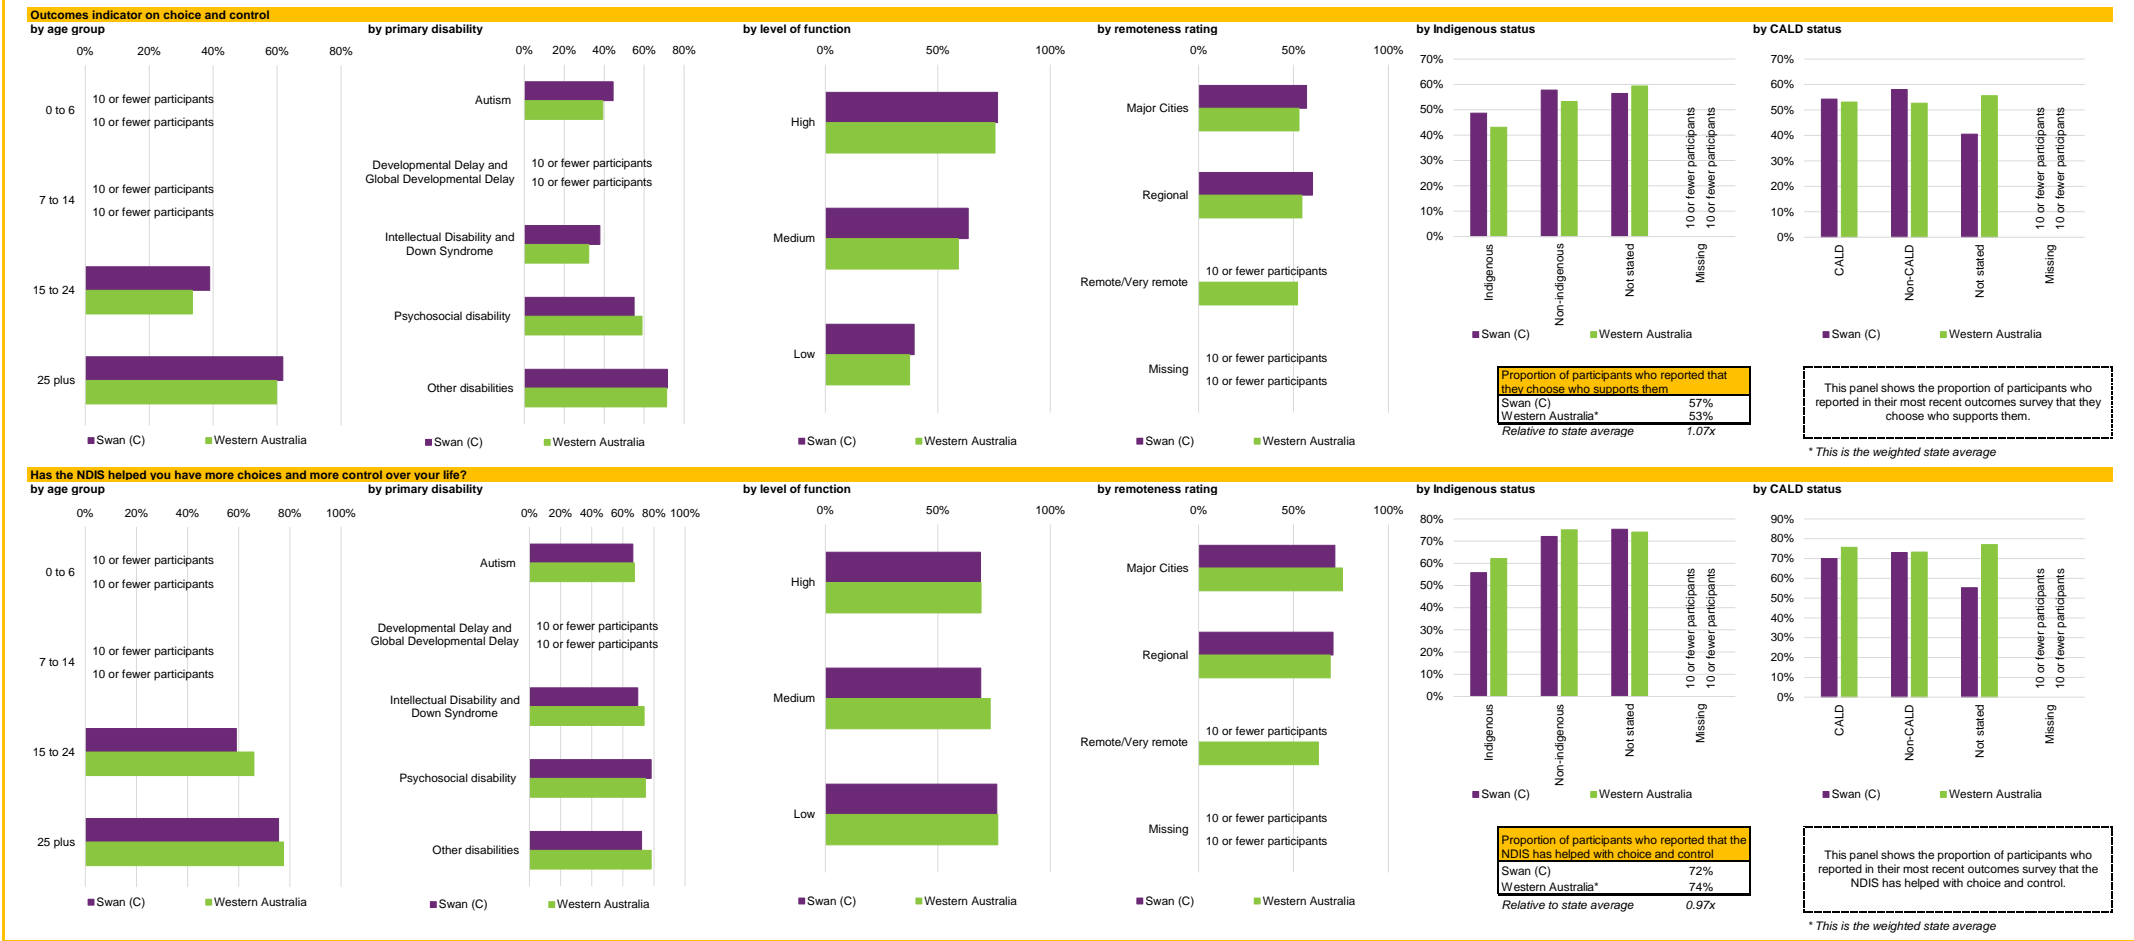 Outcomes indicator on choice and control
by age group
0% 20% 40% 60% 80%
0 to 6
10 or fewer participants
10 or fewer participants
7 to 14
10 or fewer participants
10 or fewer participants
15 to 24
25 plus
Swan (C) Western Australia
by primary disability
0% 20% 40% 60% 80%
Autism
Developmental Delay and
Global Developmental Delay
10 or fewer participants
10 or fewer participants
Intellectual Disability and
Down Syndrome
Psychosocial disability
Other disabilities
Swan (C) Western Australia
by level of function
0% 50% 100%
High
Medium
Low
Swan (C) Western Australia
by remoteness rating
0% 50% 100%
Major Cities
Regional
Remote/Very remote
10 or fewer participants
Missing
10 or fewer participants
10 or fewer participants
Swan (C) Western Australia
by Indigenous status
70%
60%
50%
40%
30%
20%
10%
0%
10 or fewer participants
10 or fewer participants
Indigenous
Non-indigenous
Not stated
Missing
Swan (C) Western Australia
Proportion of participants who reported that
they choose who supports them
Swan (C) 57%
Western Australia* 53%
Relative to state average 1.07x
by CALD status
70%
60%
50%
40%
30%
20%
10%
0%
10 or fewer participants
10 or fewer participants
CALD
Non-CALD
Not stated
Missing
Swan (C) Western Australia
This panel shows the proportion of participants who
reported in their most recent outcomes survey that they
choose who supports them.
* This is the weighted state average
Has the NDIS helped you have more choices and more control over your life?
by age group
0% 20% 40% 60% 80% 100%
0 to 6
10 or fewer participants
10 or fewer participants
7 to 14
10 or fewer participants
10 or fewer participants
15 to 24
25 plus
Swan (C) Western Australia
by primary disability
0% 20% 40% 60% 80% 100%
Autism
Developmental Delay and
Global Developmental Delay
10 or fewer participants
10 or fewer participants
Intellectual Disability and
Down Syndrome
Psychosocial disability
Other disabilities
Swan (C) Western Australia
by level of function
0% 50% 100%
High
Medium
Low
Swan (C) Western Australia
by remoteness rating
0% 50% 100%
Major Cities
Regional
Remote/Very remote
10 or fewer participants
Missing
10 or fewer participants
10 or fewer participants
Swan (C) Western Australia
by Indigenous status
80%
70%
60%
50%
40%
30%
20%
10%
0%
10 or fewer participants
10 or fewer participants
Indigenous
Non-indigenous
Not stated
Missing
Swan (C) Western Australia
Proportion of participants who reported that the
NDIS has helped with choice and control
Swan (C) 72%
Western Australia* 74%
Relative to state average 0.97x
by CALD status
90%
80%
70%
60%
50%
40%
30%
20%
10%
0%
10 or fewer participants
10 or fewer participants
CALD
Non-CALD
Not stated
Missing
Swan (C) Western Australia
This panel shows the proportion of participants who
reported in their most recent outcomes survey that the
NDIS has helped with choice and control.
* This is the weighted state average